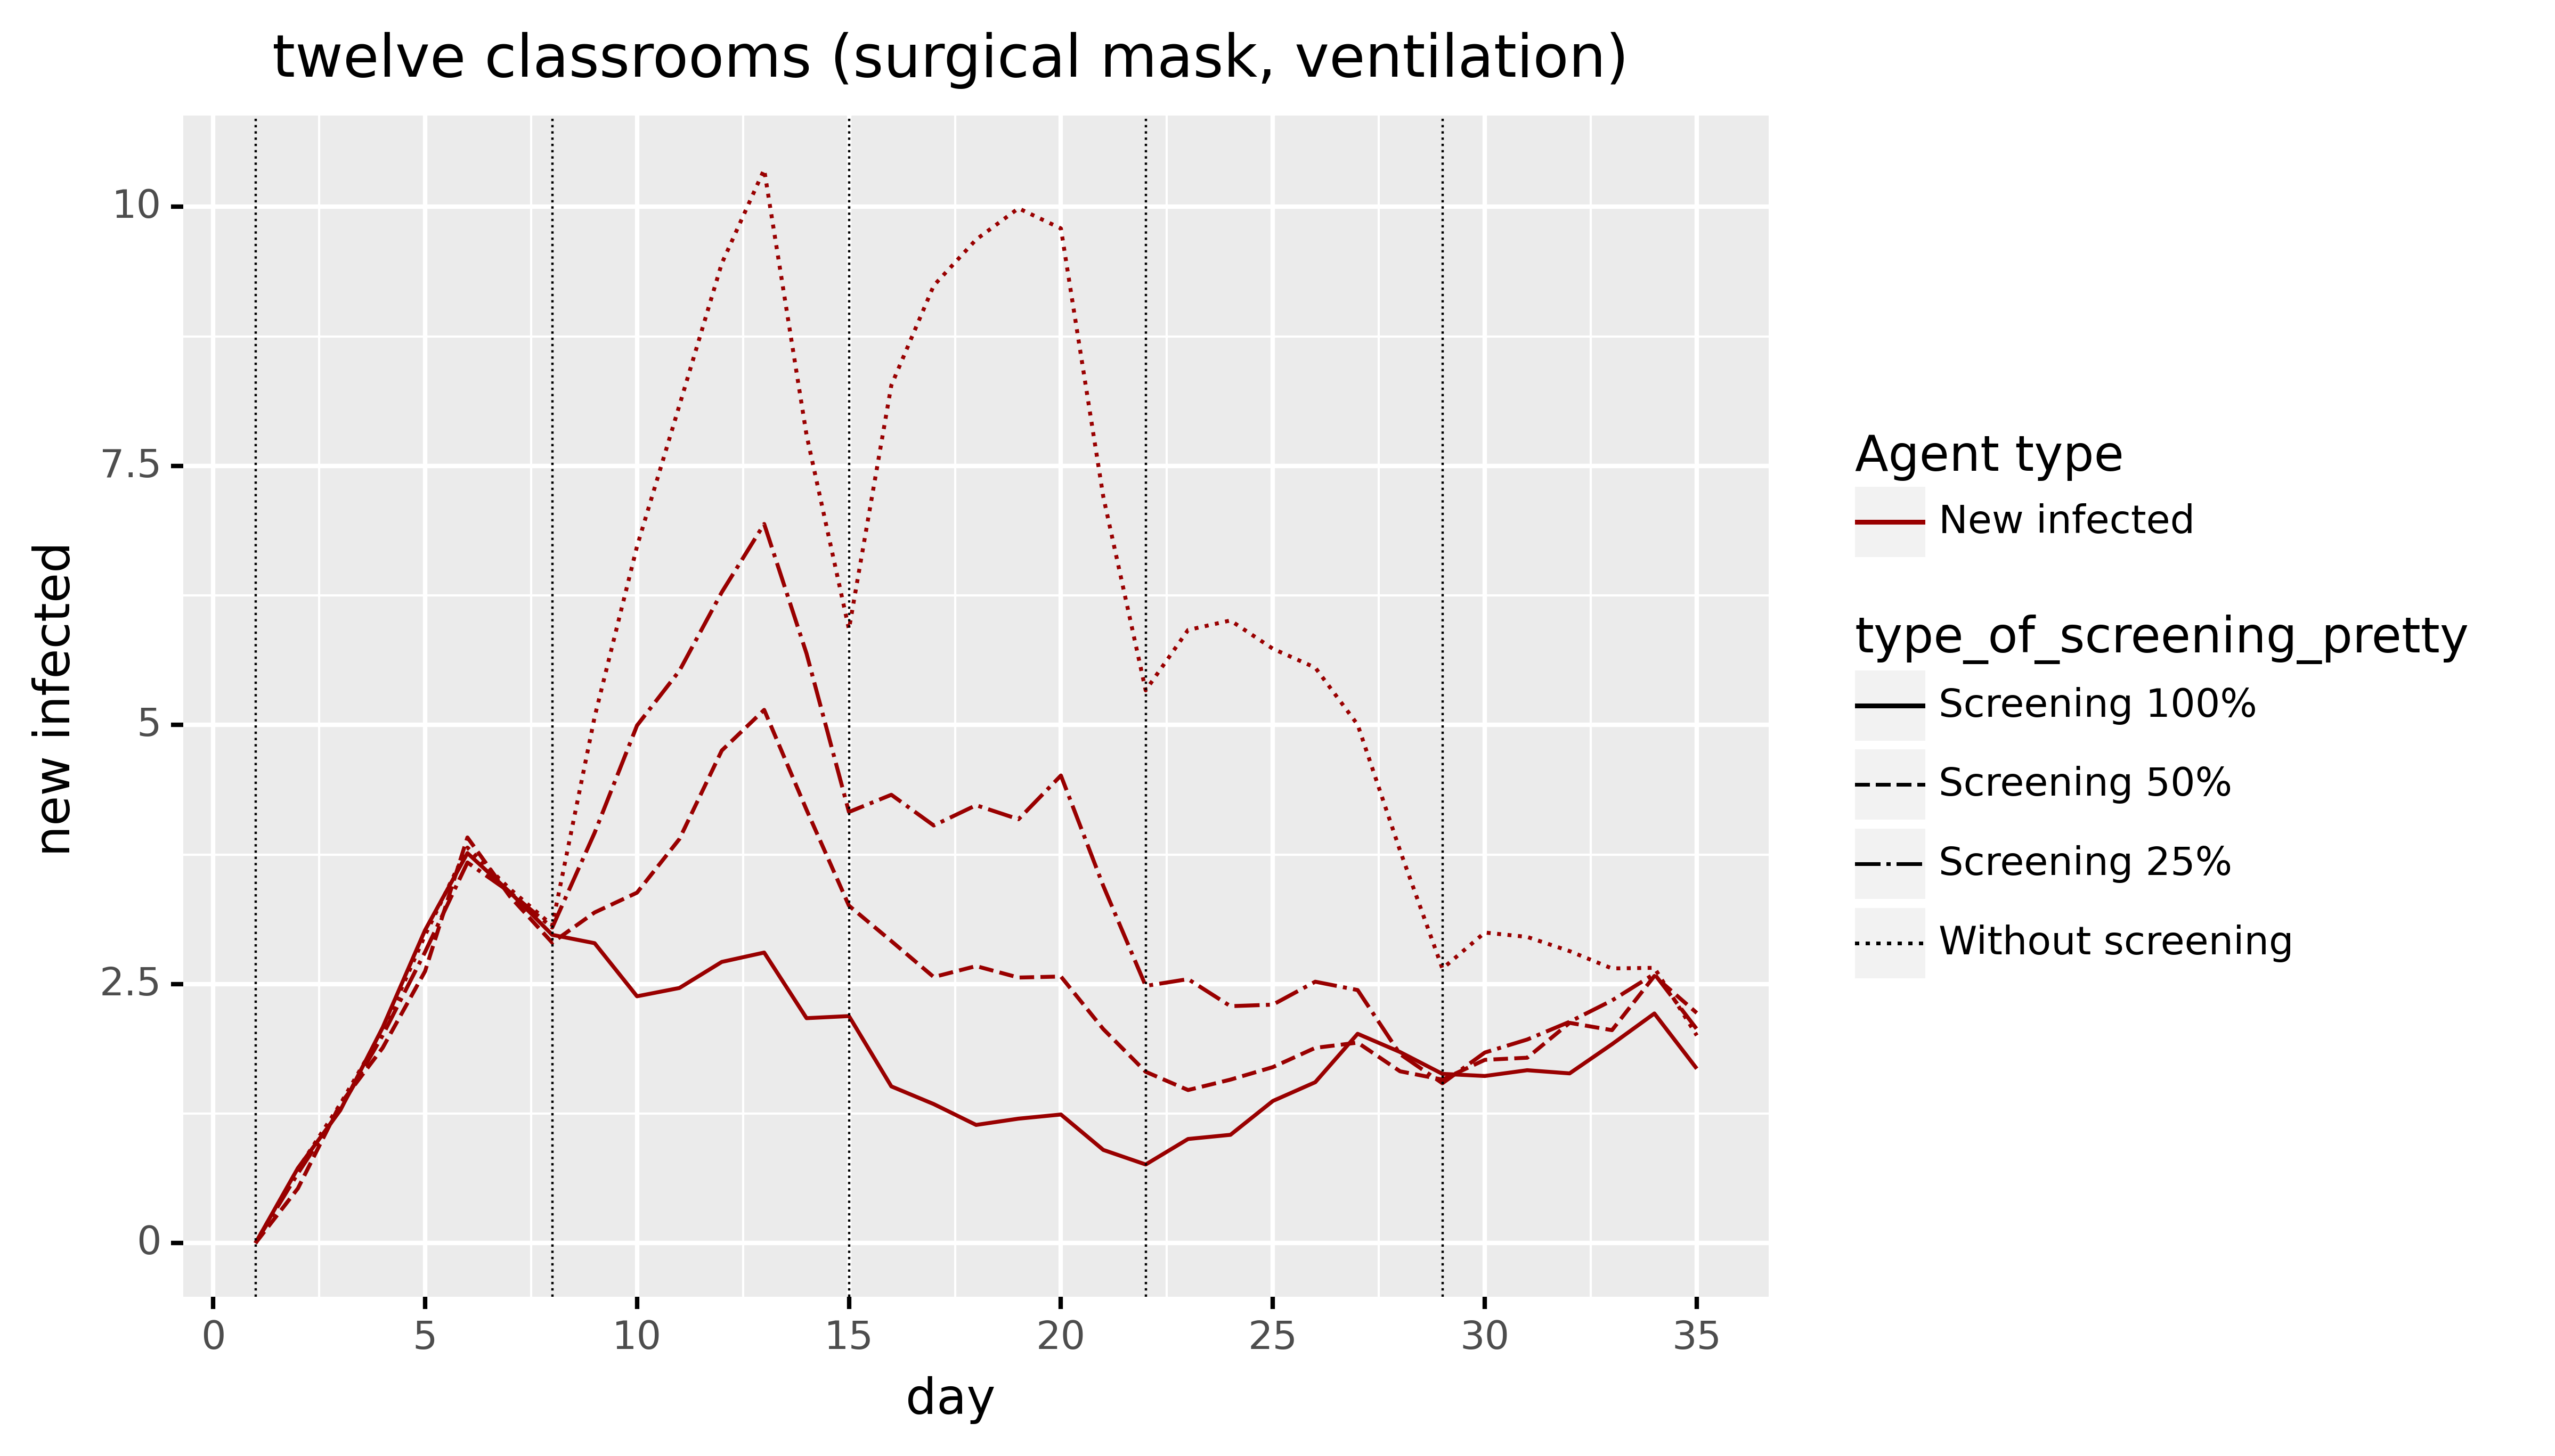 twelve classrooms (surgical mask, ventilation)
new infected
10
7.5
5
2.5
0
0 5 10 15 20 25 30 35
day
Agent type
New infected
type_of_screening_pretty
Screening 100%
Screening 50%
Screening 25%
Without screening